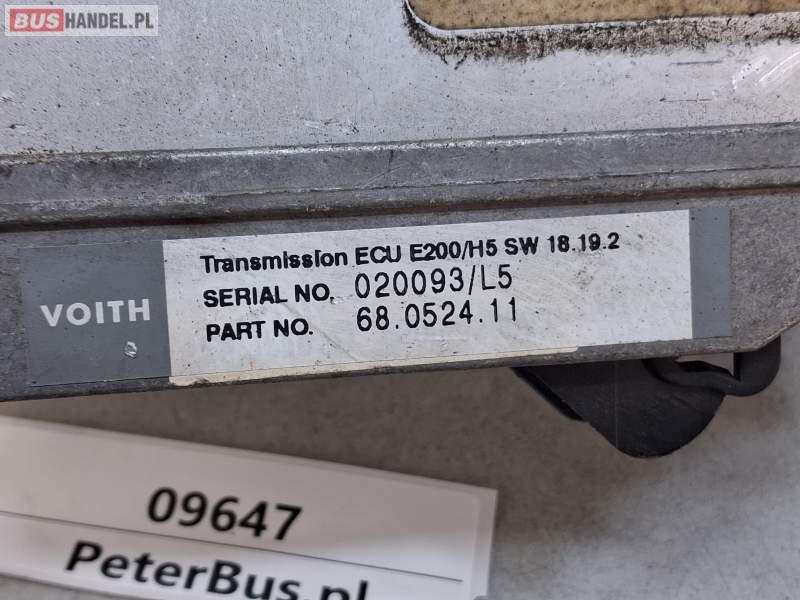 BUSHANDEL.PL
Transmission ECU E200/H5 SW 18.19.2
VOITH
SERIAL NO. 020093/L5
PART NO. 68.0524.11
09647
PeterBus.pl